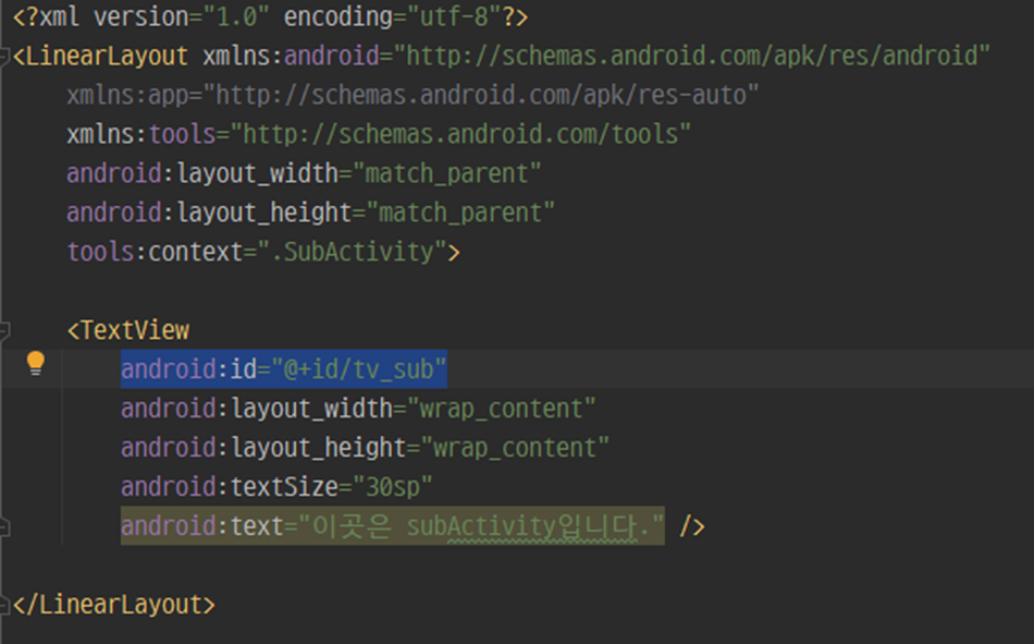 <?xml version="1.0" encoding="utf-8"?>
<LinearLayout xmlns:android="http://schemas.android.com/apk/res/android"
xmlns:app="http://schemas.android.com/apk/res-auto"
xmlns:tools="http://schemas.android.com/tools"
android:layout_width="match_parent"
android:layout_height="match_parent"
tools:context=".SubActivity">
<TextView
android:id="@+id/tv_sub"
android:layout_width="wrap_content"
android:layout_height="wrap_content"
android:textSize="30sp"
android:text="이곳은 subActivity입니다." />
</LinearLayout>